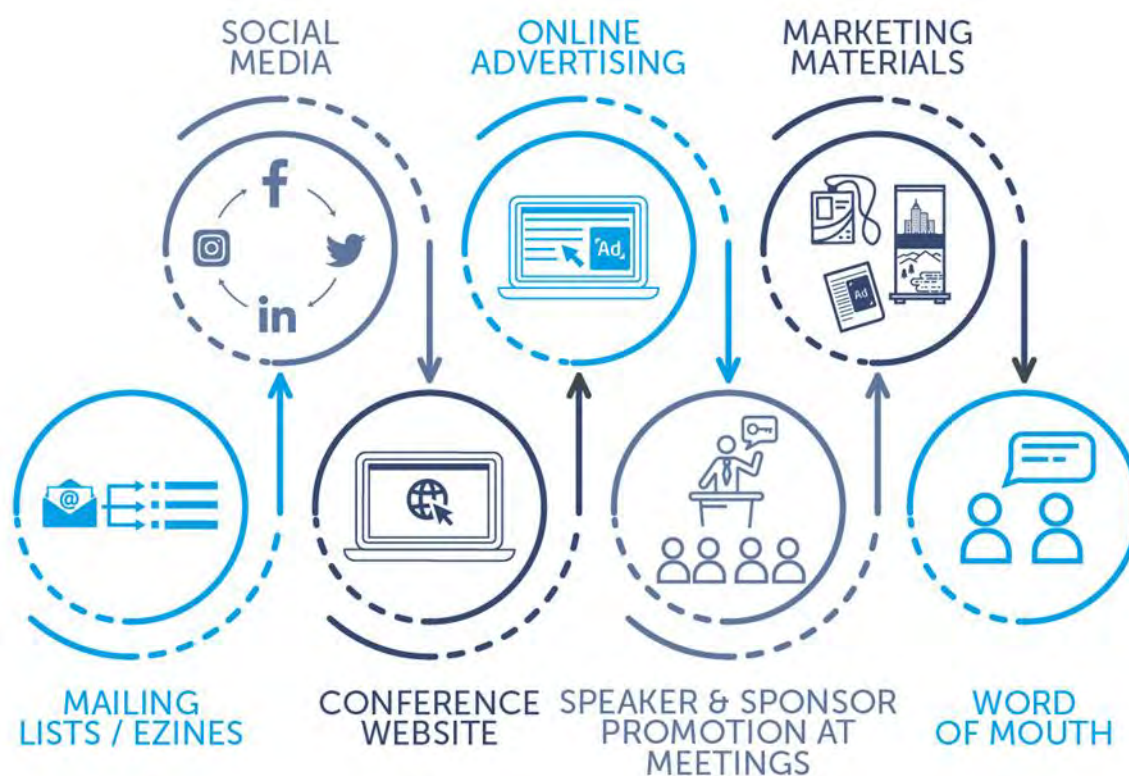 SOCIAL
MEDIA
ONLINE
ADVERTISING
MARKETING
MATERIALS
f
in
Ad
Ad
@
MAILING
LISTS / EZINES
CONFERENCE
WEBSITE
SPEAKER & SPONSOR
PROMOTION AT
MEETINGS
WORD
OF MOUTH